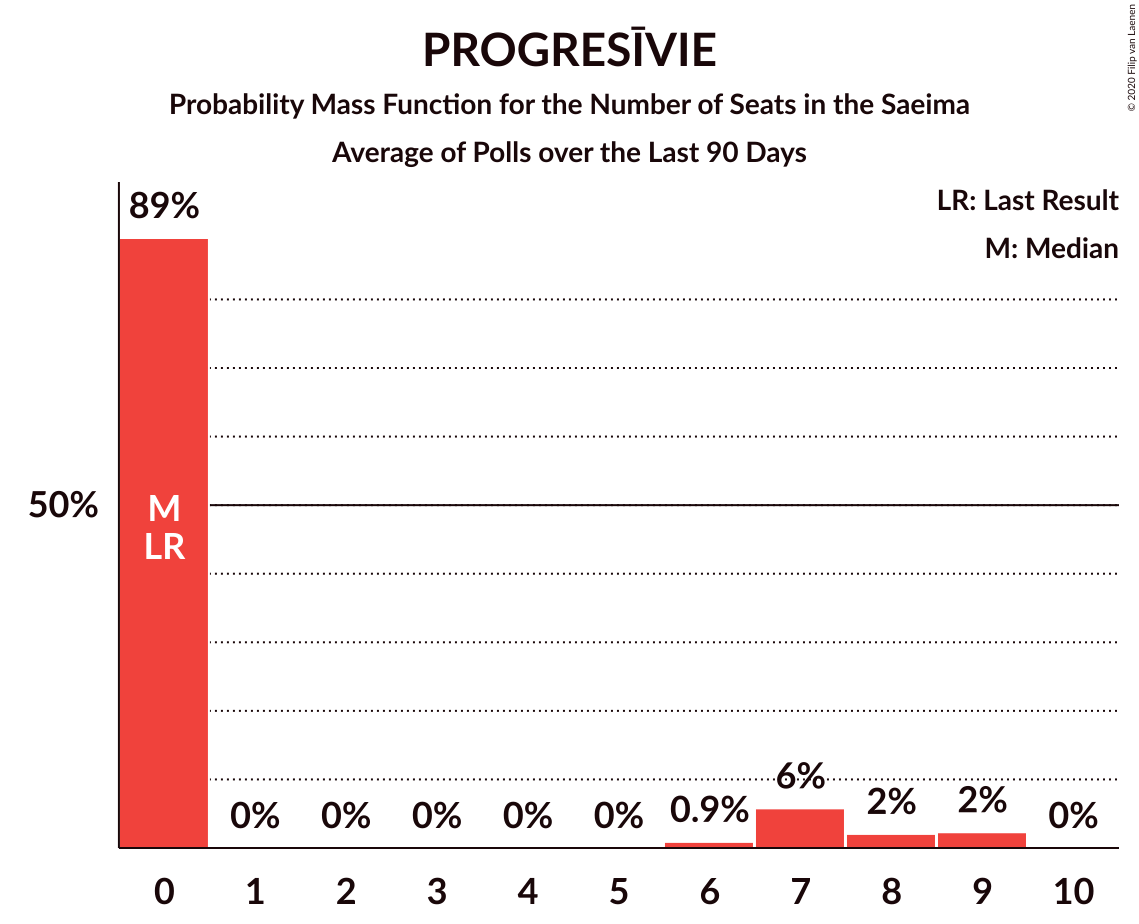 PROGRESĪVIE
Probability Mass Function for the Number of Seats in the Saeima
Average of Polls over the Last 90 Days
© 2020 Filip van Laenen
LR: Last Result
M: Median
89%
50%
M
LR
0% 0% 0% 0% 0% 0.9% 6% 2% 2% 0%
0 1 2 3 4 5 6 7 8 9 10